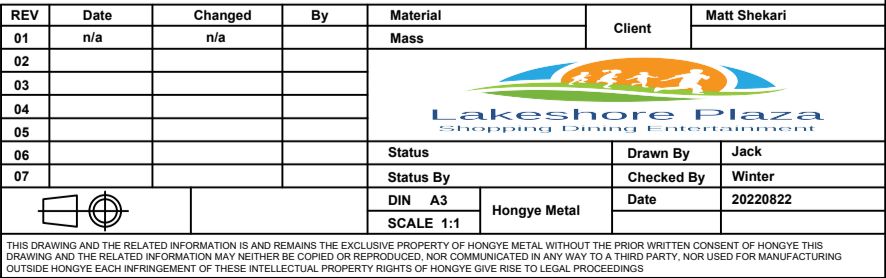 REV Date Changed By Material Client Matt Shekari
01 n/a n/a Mass
02
03
04
05
Lakeshore Plaza
Shopping Dining Entertainment
06 Status Drawn By Jack
07 Status By Checked By Winter
DIN A3 Hongye Metal Date 20220822
SCALE 1:1
THIS DRAWING AND THE RELATED INFORMATION IS AND REMAINS THE EXCLUSIVE PROPERTY OF HONGYE METAL WITHOUT THE PRIOR WRITTEN CONSENT OF HONGYE THIS
DRAWING AND THE RELATED INFORMATION MAY NEITHER BE COPIED OR REPRODUCED, NOR COMMUNICATED IN ANY WAY TO A THIRD PARTY, NOR USED FOR MANUFACTURING
OUTSIDE HONGYE EACH INFRINGEMENT OF THESE INTELLECTUAL PROPERTY RIGHTS OF HONGYE GIVE RISE TO LEGAL PROCEEDINGS